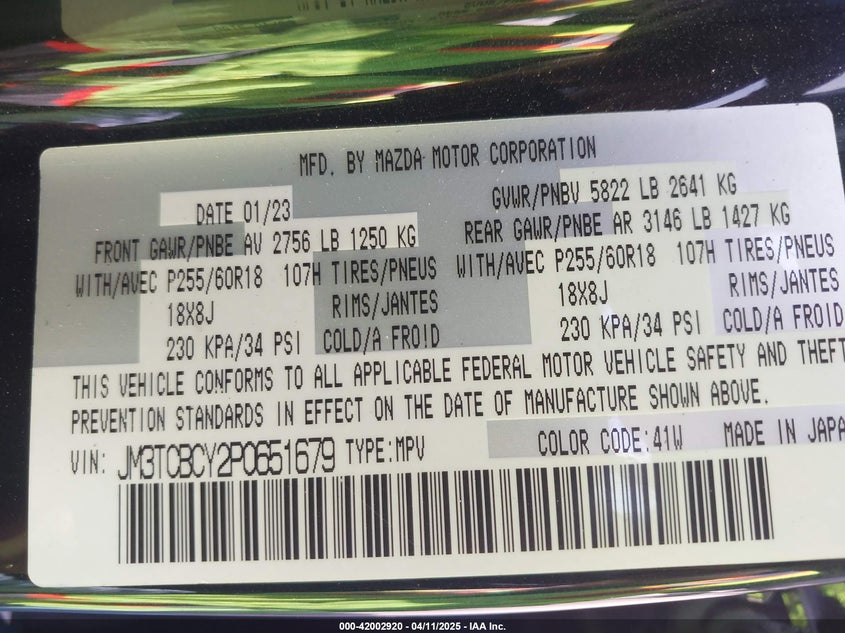 MFD. BY MAZDA MOTOR CORPORATION
DATE 01/23
GVWR/PNBV 5822 LB 2641 KG
FRONT GAWR/PNBE AV 2756 LB 1250 KG
REAR GAWR/PNBE AR 3146 LB 1427 KG
WITH/AVEC P255/60R18 107H TIRES/PNEUS
WITH/AVEC P255/60R18 107H TIRES/PNEUS
18X8J RIMS/JANTES
18X8J RIMS/JANTES
230 KPA/34 PSI COLD/A FROID
230 KPA/34 PSI COLD/A FROID
THIS VEHICLE CONFORMS TO ALL APPLICABLE FEDERAL MOTOR VEHICLE SAFETY AND THEFT
PREVENTION STANDARDS IN EFFECT ON THE DATE OF MANUFACTURE SHOWN ABOVE.
VIN: JM3TCBCY2P0651679 TYPE:MPV COLOR CODE:41W MADE IN JAPA
000-42002920 - 04/11/2025 - IAA Inc.